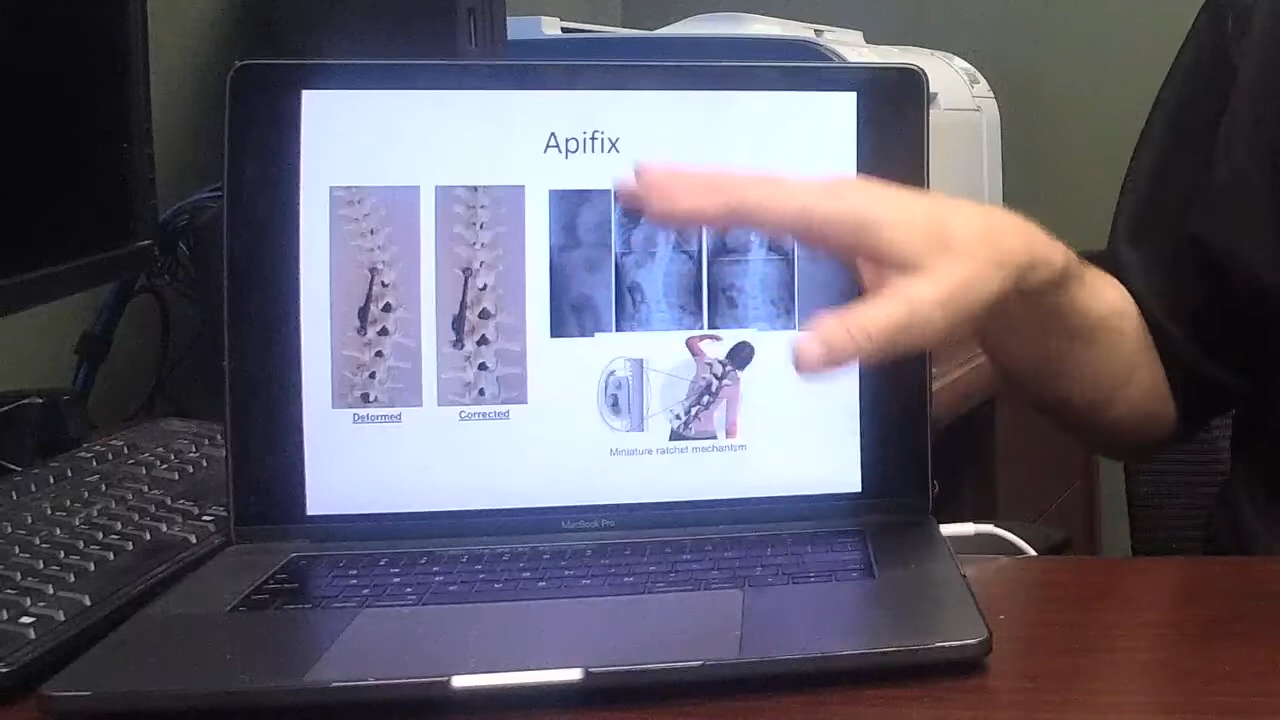 Apifix
Deformed
Corrected
Miniature ratchet mechanism
MacBook Pro